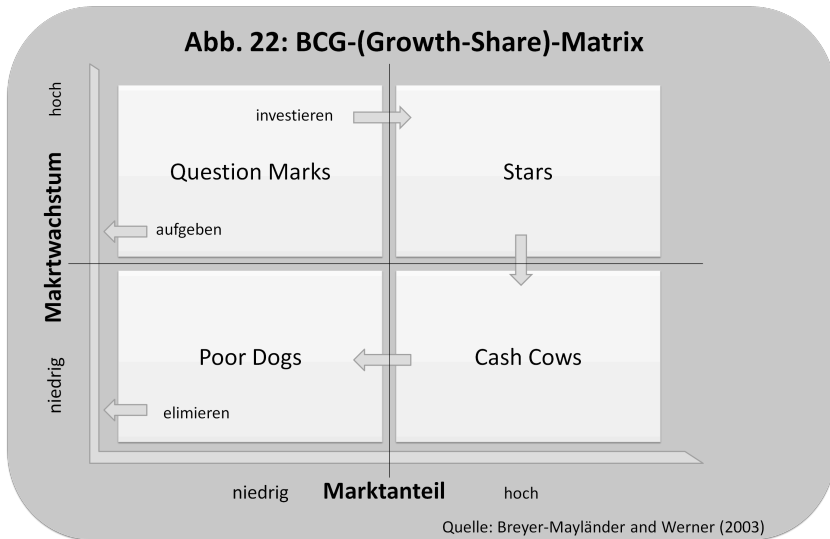 Abb. 22: BCG-(Growth-Share)-Matrix
hoch
Makrtwachstum
niedrig
investieren
Question Marks
aufgeben
Stars
Poor Dogs
elimieren
Cash Cows
niedrig
Marktanteil
hoch
Quelle: Breyer-Mayländer and Werner (2003)